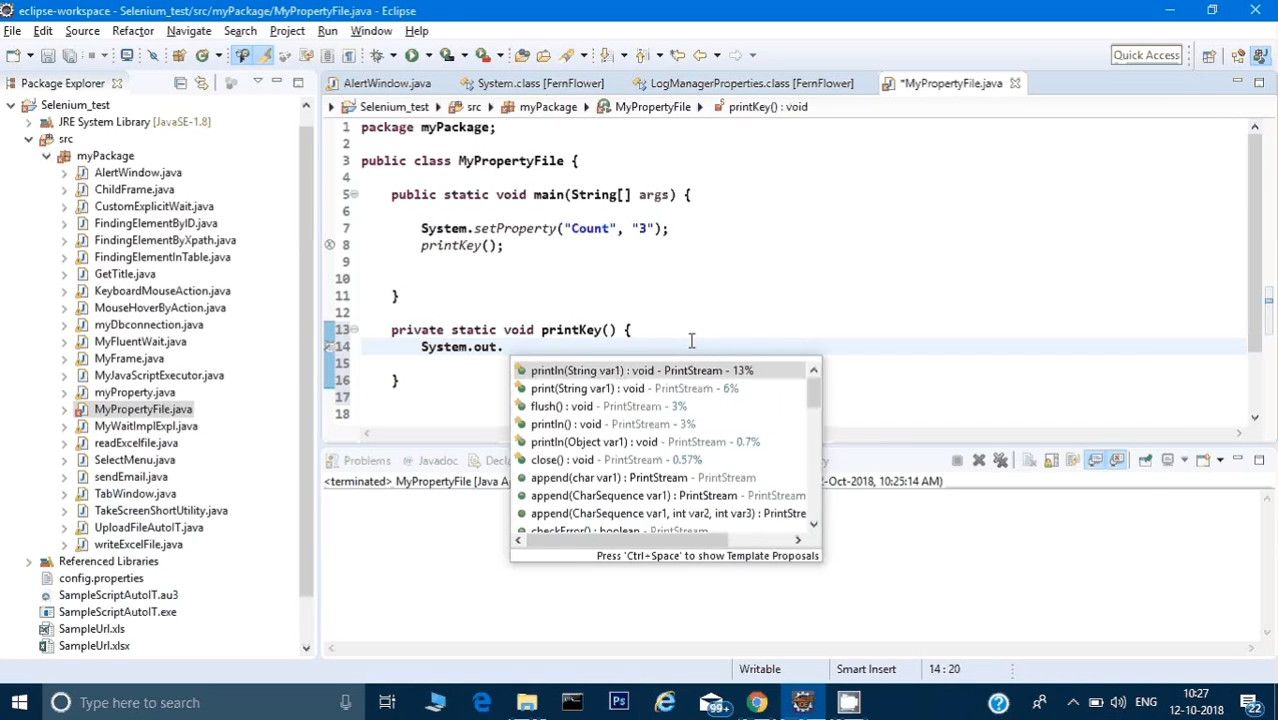 eclipse-workspace - Selenium_test/src/myPackage/MyPropertyFile.java - Eclipse
File Edit Source Refactor Navigate Search Project Run Window Help
Quick Access
Package Explorer
AlertWindow.java System.class [FernFlower] LogManagerProperties.class [FernFlower] *MyPropertyFile.java
Selenium_test src myPackage MyPropertyFile printKey() : void
Selenium_test
JRE System Library [JavaSE-1.8]
src
myPackage
AlertWindow.java
ChildFrame.java
CustomExplicitWait.java
FindingElementByID.java
FindingElementByXpath.java
FindingElementInTable.java
GetTitle.java
KeyboardMouseAction.java
MouseHoverByAction.java
myDbconnection.java
MyFluentWait.java
MyFrame.java
MyJavaScriptExecutor.java
myProperty.java
MyPropertyFile.java
MyWaitImplExpl.java
readExcelfile.java
SelectMenu.java
sendEmail.java
TabWindow.java
TakeScreenShortUtility.java
UploadFileAutoIT.java
writeExcelFile.java
Referenced Libraries
config.properties
SampleScriptAutoIT.au3
SampleScriptAutoIT.exe
SampleUrl.xls
SampleUrl.xlsx
1 package myPackage;
2
3 public class MyPropertyFile {
4
5 public static void main(String[] args) {
6
7 System.setProperty("Count", "3");
8 printKey();
9
10
11 }
12
13 private static void printKey() {
14 System.out.
15
16 }
17
18
println(String var1) : void - PrintStream - 13%
print(String var1) : void - PrintStream - 6%
flush() : void - PrintStream - 3%
println() : void - PrintStream - 3%
println(Object var1) : void - PrintStream - 0.7%
close() : void - PrintStream - 0.57%
append(char var1) : PrintStream - PrintStream
append(CharSequence var1) : PrintStream - PrintStream
append(CharSequence var1, int var2, int var3) : PrintStre
checkError() : boolean - PrintStream
Press 'Ctrl+Space' to show Template Proposals
Problems Javadoc Decl
<terminated> MyPropertyFile [Java Ap 2-Oct-2018, 10:25:14 AM)
Writable Smart Insert 14 : 20
Type here to search
99+
ENG
10:27
12-10-2018
22